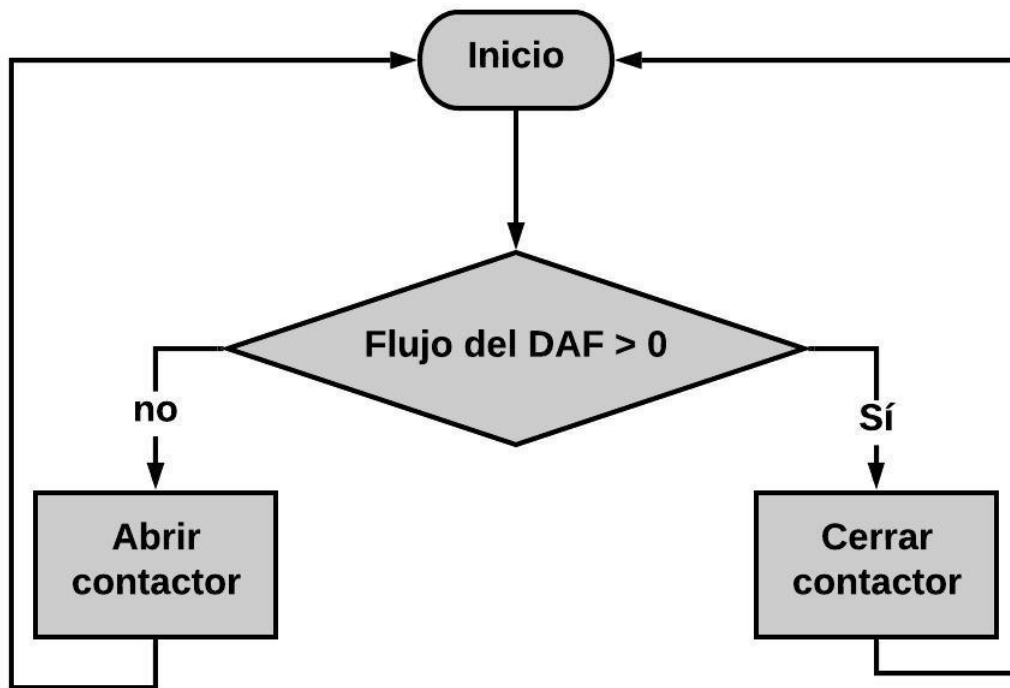 Inicio
Flujo del DAF > 0
no
Sí
Abrir
contactor
Cerrar
contactor